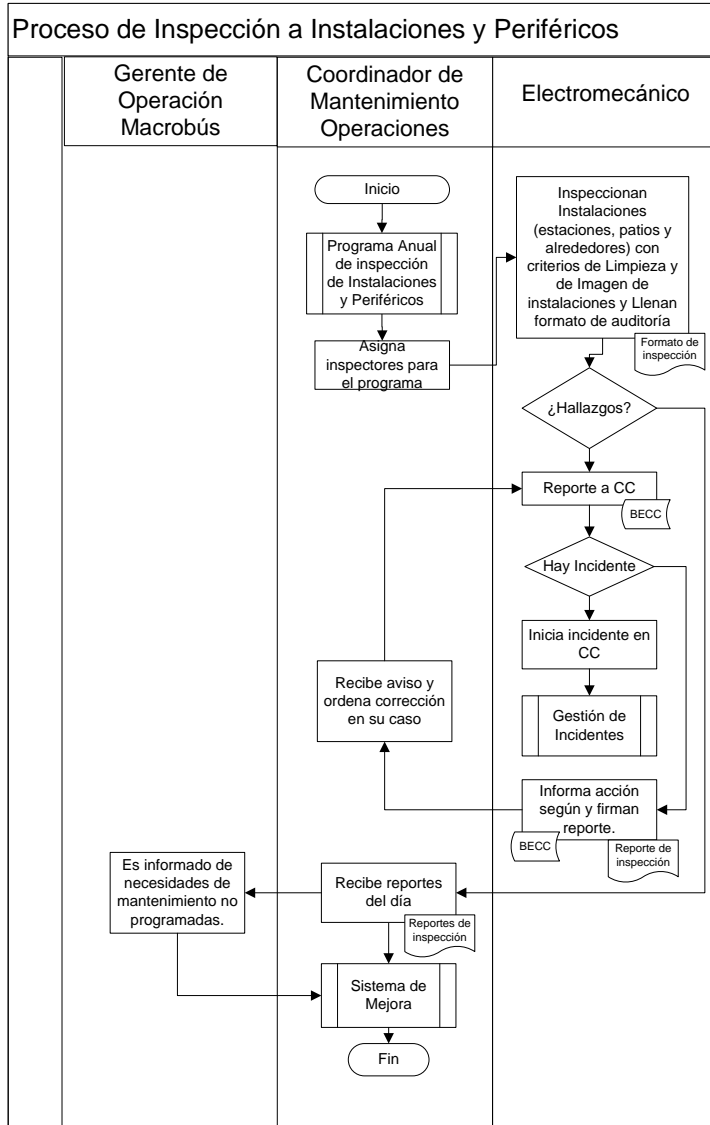 Proceso de Inspección a Instalaciones y Periféricos
Gerente de
Operación
Macrobús
Coordinador de
Mantenimiento
Operaciones
Electromecánico
Inicio
Programa Anual
de inspección
de Instalaciones
y Periféricos
Asigna
inspectores para
el programa
Inspeccionan
Instalaciones
(estaciones, patios y
alrededores) con
criterios de Limpieza y
de Imagen de
instalaciones y Llenan
formato de auditoría
Formato de
inspección
¿Hallazgos?
Reporte a CC
BECC
Hay Incidente
Inicia incidente en
CC
Gestión de
Incidentes
Recibe aviso y
ordena corrección
en su caso
Informa acción
según y firman
reporte.
BECC
Reporte de
inspección
Es informado de
necesidades de
mantenimiento no
programadas.
Recibe reportes
del día
Reportes de
inspección
Sistema de
Mejora
Fin